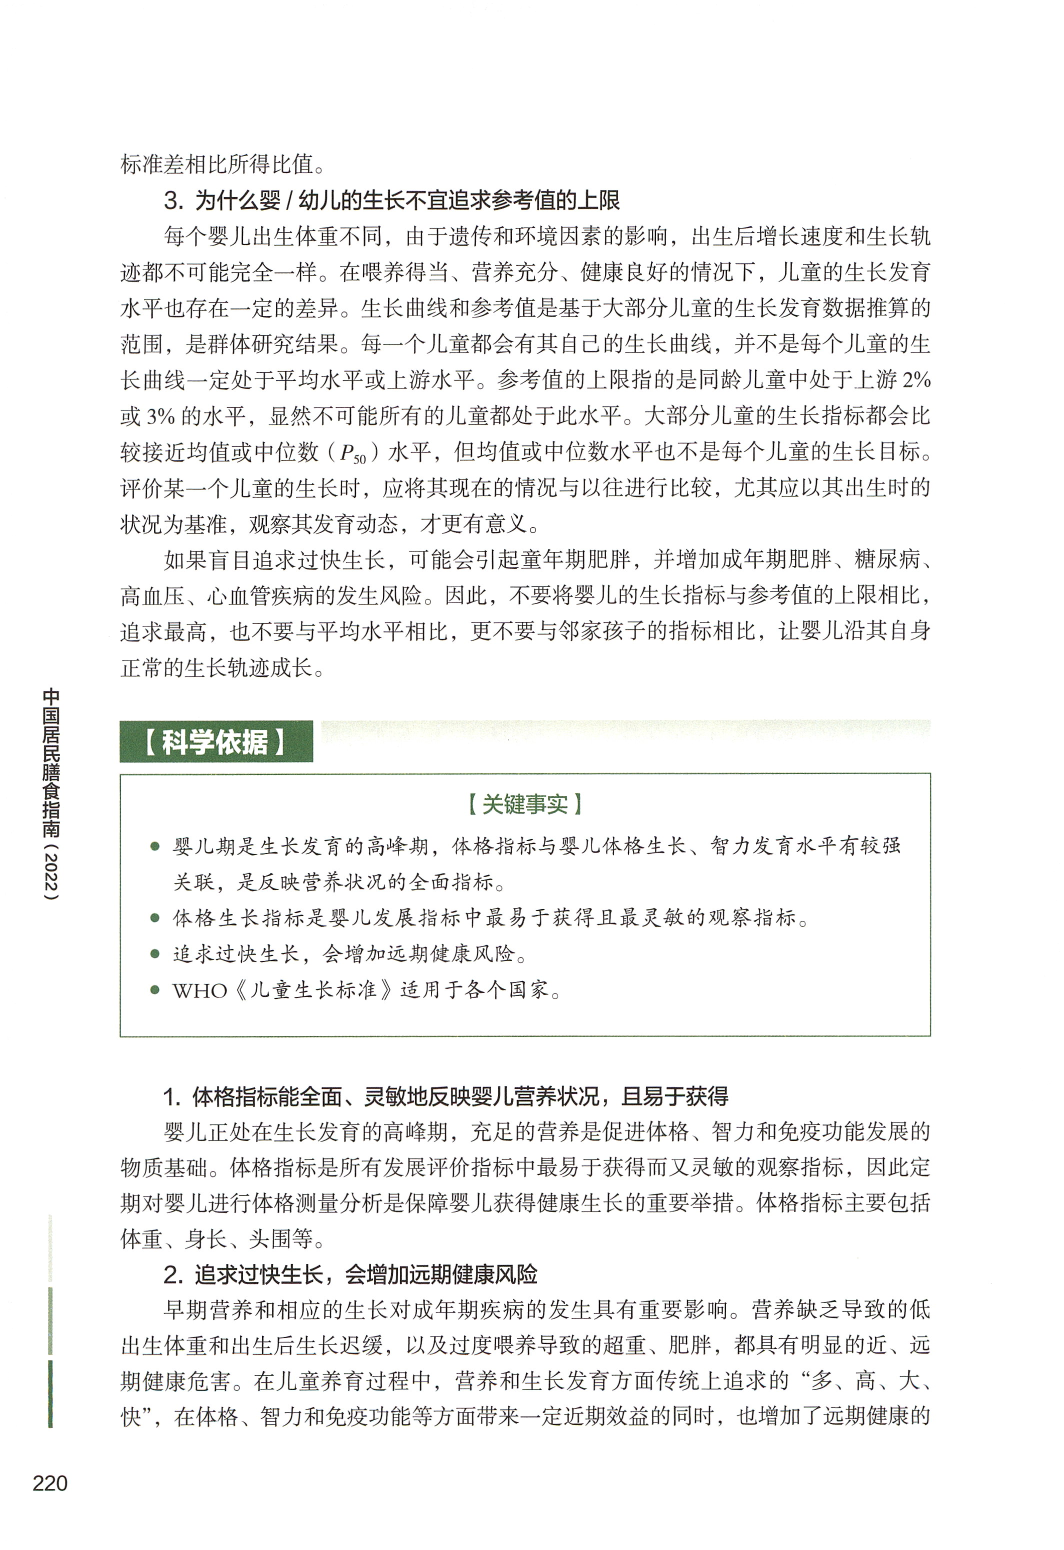 标准差相比所得比值。
3. 为什么婴 / 幼儿的生长不宜追求参考值的上限
每个婴儿出生体重不同，由于遗传和环境因素的影响，出生后增长速度和生长轨
迹都不可能完全一样。在喂养得当、营养充分、健康良好的情况下，儿童的生长发育
水平也存在一定的差异。生长曲线和参考值是基于大部分儿童的生长发育数据推算的
范围，是群体研究结果。每一个儿童都会有其自己的生长曲线，并不是每个儿童的生
长曲线一定处于平均水平或上游水平。参考值的上限指的是同龄儿童中处于上游 2%
或 3% 的水平，显然不可能所有的儿童都处于此水平。大部分儿童的生长指标都会比
较接近均值或中位数（P50）水平，但均值或中位数水平也不是每个儿童的生长目标。
评价某一个儿童的生长时，应将其现在的情况与以往进行比较，尤其应以其出生时的
状况为基准，观察其发育动态，才更有意义。
如果盲目追求过快生长，可能会引起童年期肥胖，并增加成年期肥胖、糖尿病、
高血压、心血管疾病的发生风险。因此，不要将婴儿的生长指标与参考值的上限相比，
追求最高，也不要与平均水平相比，更不要与邻家孩子的指标相比，让婴儿沿其自身
正常的生长轨迹成长。
中国居民膳食指南（2022）
【科学依据】
【关键事实】
● 婴儿期是生长发育的高峰期，体格指标与婴儿体格生长、智力发育水平有较强
关联，是反映营养状况的全面指标。
● 体格生长指标是婴儿发展指标中最易于获得且最灵敏的观察指标。
● 追求过快生长，会增加远期健康风险。
● WHO《儿童生长标准》适用于各个国家。
1. 体格指标能全面、灵敏地反映婴儿营养状况，且易于获得
婴儿正处在生长发育的高峰期，充足的营养是促进体格、智力和免疫功能发展的
物质基础。体格指标是所有发展评价指标中最易于获得而又灵敏的观察指标，因此定
期对婴儿进行体格测量分析是保障婴儿获得健康生长的重要举措。体格指标主要包括
体重、身长、头围等。
2. 追求过快生长，会增加远期健康风险
早期营养和相应的生长对成年期疾病的发生具有重要影响。营养缺乏导致的低
出生体重和出生后生长迟缓，以及过度喂养导致的超重、肥胖，都具有明显的近、远
期健康危害。在儿童养育过程中，营养和生长发育方面传统上追求的“多、高、大、
快”，在体格、智力和免疫功能等方面带来一定近期效益的同时，也增加了远期健康的
220